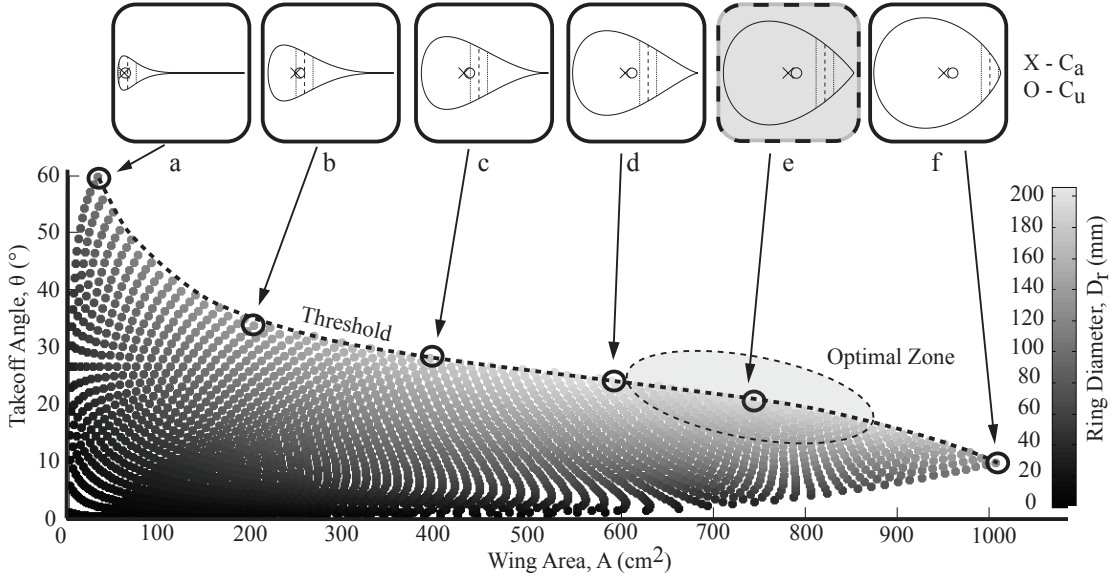 X - Ca
O - Cu
a
b
c
d
e
f
Takeoff Angle, θ (°)
60
50
40
30
20
10
0
Threshold
Optimal Zone
0
100
200
300
400
500
600
700
800
900
1000
Wing Area, A (cm²)
200
180
160
140
120
100
80
60
40
20
0
Ring Diameter, Dr (mm)